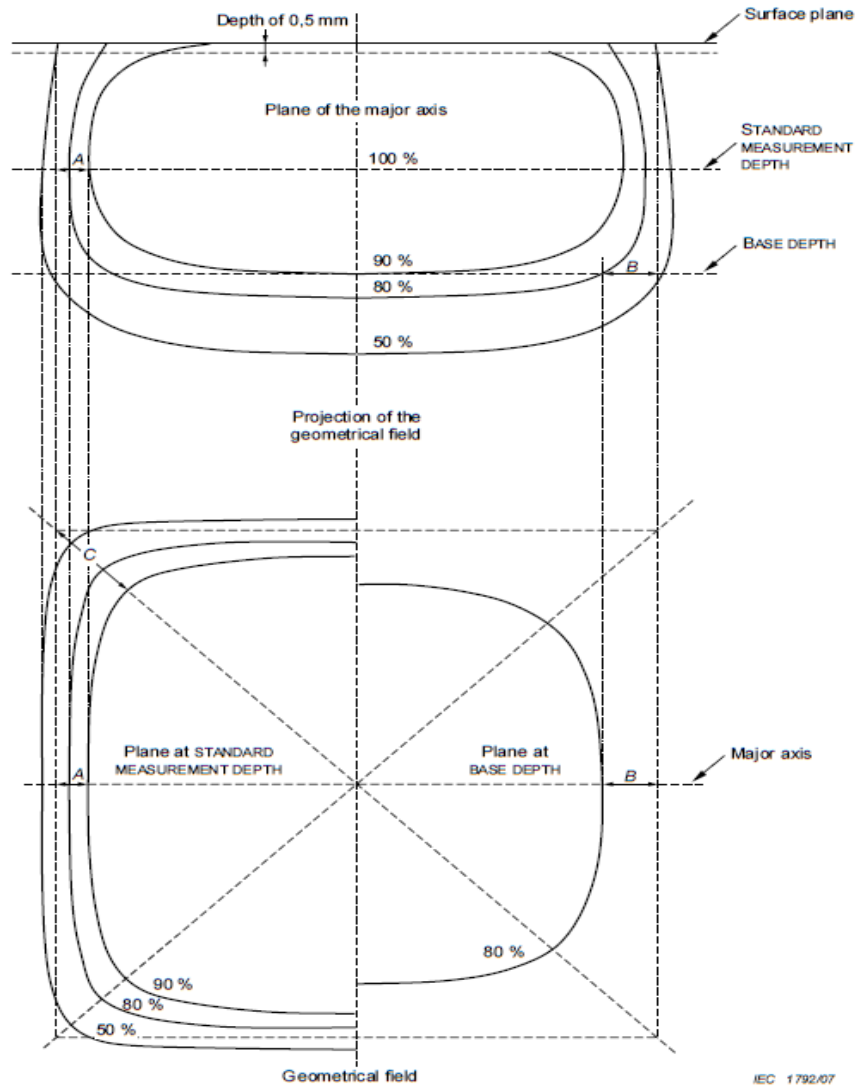 Depth of 0,5 mm
Surface plane
Plane of the major axis
STANDARD
MEASUREMENT
DEPTH
A
100 %
BASE DEPTH
90 %
B
80 %
50 %
Projection of the
geometrical field
C
Plane at STANDARD
MEASUREMENT DEPTH
Plane at
BASE DEPTH
Major axis
A
B
80 %
90 %
80 %
50 %
Geometrical field
IEC 1792/07